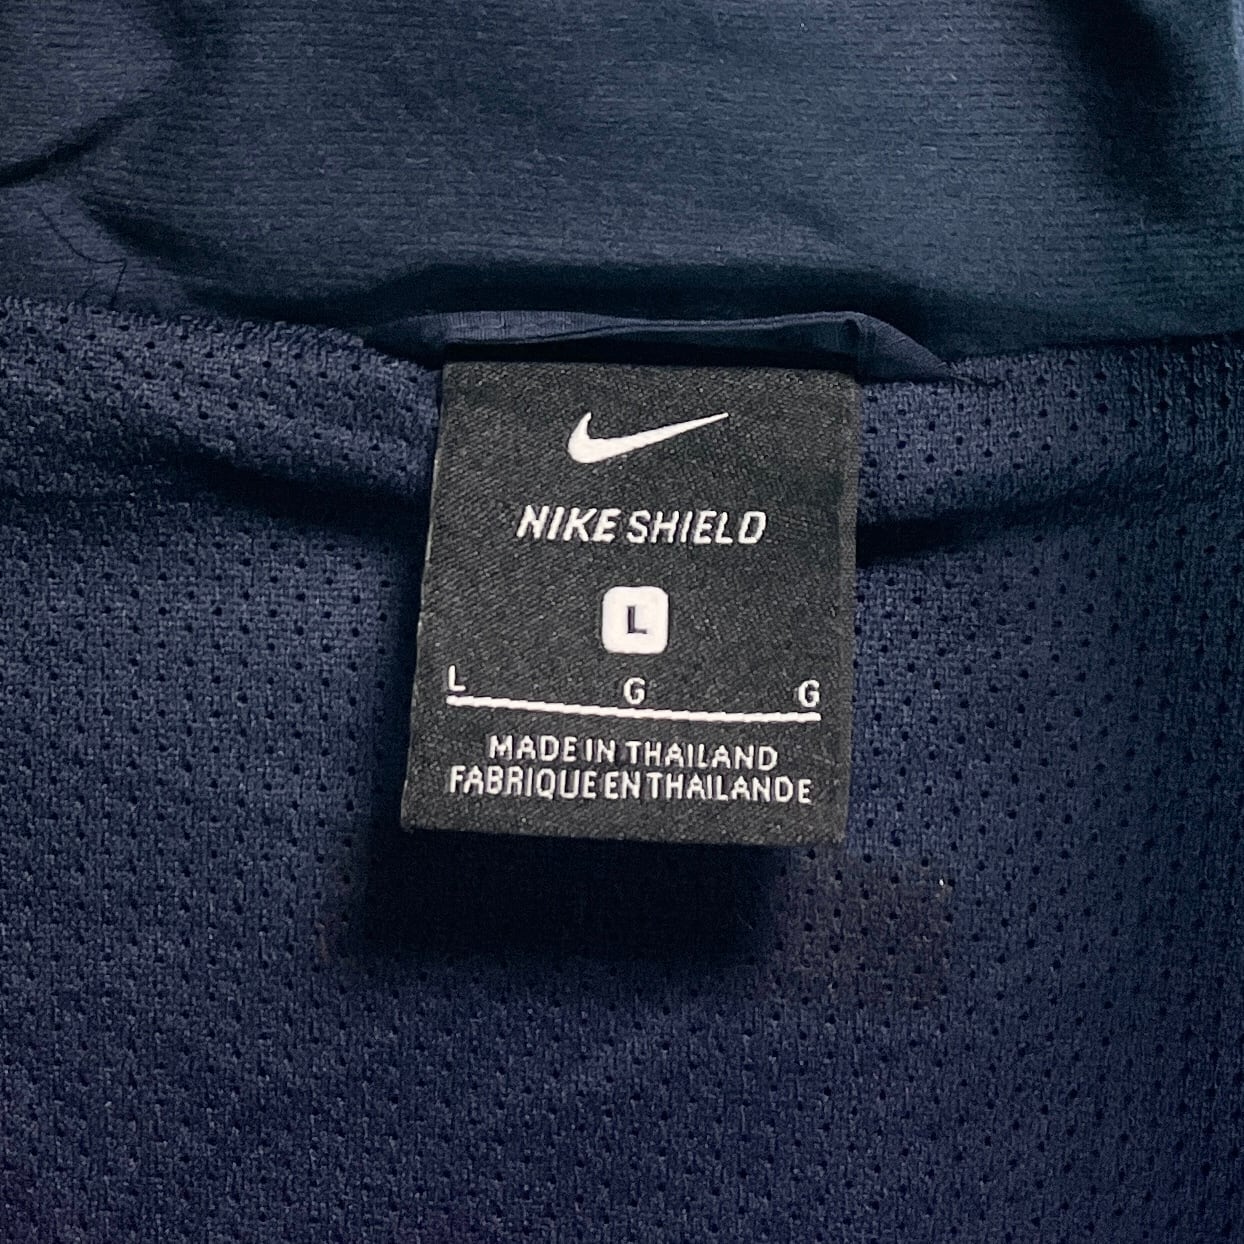 NIKE SHIELD
L
L G G
MADE IN THAILAND
FABRIQUE EN THAILANDE